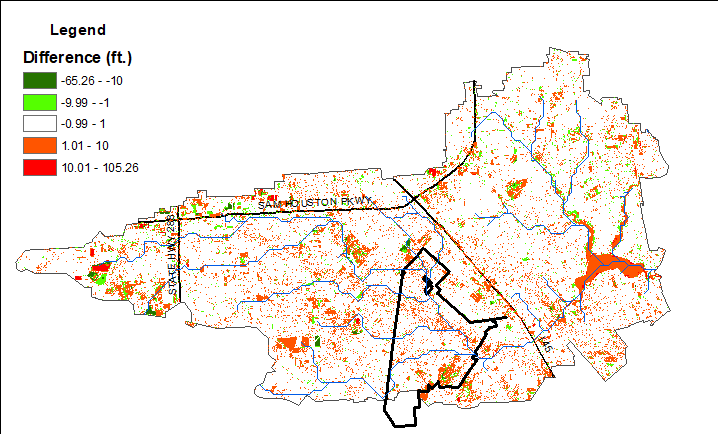 Legend
Difference (ft.)
-65.26 - -10
-9.99 - -1
-0.99 - 1
1.01 - 10
10.01 - 105.26
SAM HOUSTON PKWY
STATE HWY 288
I 45